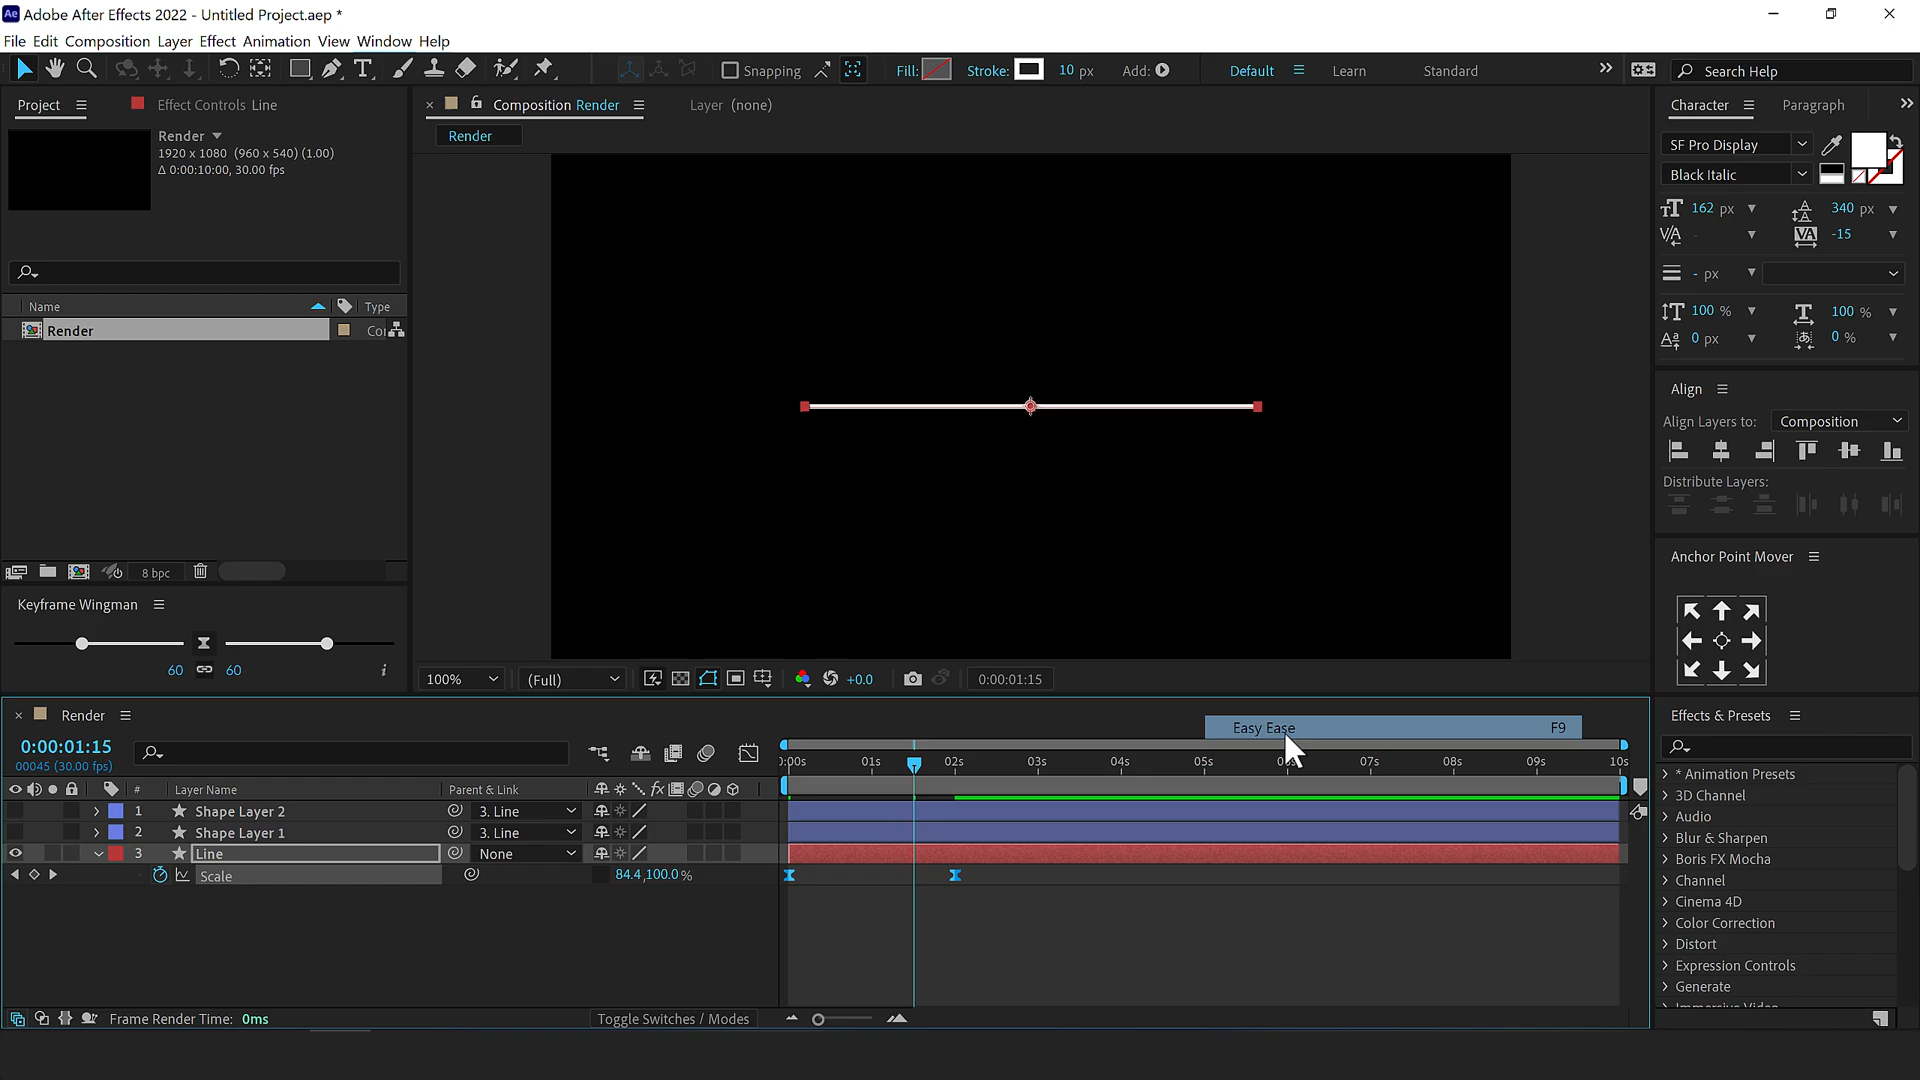 Adobe After Effects 2022 - Untitled Project.aep *
File Edit Composition Layer Effect Animation View Window Help
Snapping
Fill: Stroke: 10 px Add:
Default Learn Standard
Search Help
Project
Effect Controls Line
Composition Render
Layer (none)
Render
Render
1920 x 1080 (960 x 540) (1.00)
Δ 0:00:10:00, 30.00 fps
Name Type
Render
8 bpc
Keyframe Wingman
60 60
100% (Full) +0.0 0:00:01:15
Character Paragraph
SF Pro Display
Black Italic
162 px 340 px
- -15
- px
100 % 100 %
0 px 0 %
Align
Align Layers to: Composition
Distribute Layers:
Anchor Point Mover
Render
0:00:01:15
00045 (30.00 fps)
Easy Ease F9
:00s 01s 02s 03s 04s 05s 07s 08s 09s 10s
# Layer Name Parent & Link
1 Shape Layer 2 3. Line
2 Shape Layer 1 3. Line
3 Line None
Scale 84.4,100.0 %
Frame Render Time: 0ms
Toggle Switches / Modes
Effects & Presets
* Animation Presets
3D Channel
Audio
Blur & Sharpen
Boris FX Mocha
Channel
Cinema 4D
Color Correction
Distort
Expression Controls
Generate